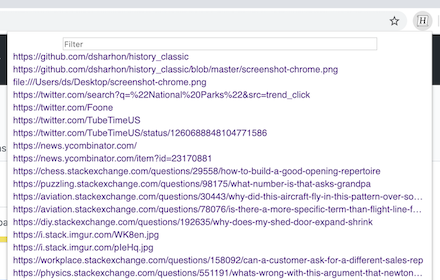 H
Filter
https://github.com/dsharhon/history_classic
https://github.com/dsharhon/history_classic/blob/master/screenshot-chrome.png
file:///Users/ds/Desktop/screenshot-chrome.png
https://twitter.com/search?q=%22National%20Parks%22&src=trend_click
https://twitter.com/Foone
https://twitter.com/TubeTimeUS
https://twitter.com/TubeTimeUS/status/1260688848104771586
https://news.ycombinator.com/
https://news.ycombinator.com/item?id=23170881
https://chess.stackexchange.com/questions/29558/how-to-build-a-good-opening-repertoire
https://puzzling.stackexchange.com/questions/98175/what-number-is-that-asks-grandpa
https://aviation.stackexchange.com/questions/30443/why-did-this-aircraft-fly-in-this-pattern-over-so…
https://aviation.stackexchange.com/questions/78076/is-there-a-more-specific-term-than-flight-line-f…
https://diy.stackexchange.com/questions/192635/why-does-my-shed-door-expand-shrink
https://i.stack.imgur.com/WK8en.jpg
https://i.stack.imgur.com/pIeHq.jpg
https://workplace.stackexchange.com/questions/158092/can-a-customer-ask-for-a-different-sales-rep
https://physics.stackexchange.com/questions/551191/whats-wrong-with-this-argument-that-newton…